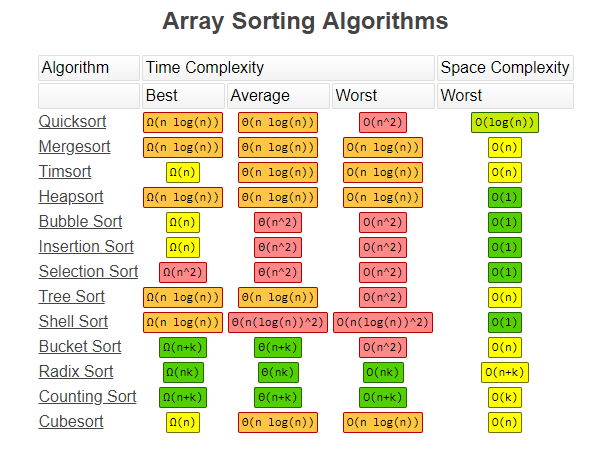 Array Sorting Algorithms
Algorithm Time Complexity Space Complexity
Best Average Worst Worst
Quicksort Ω(n log(n)) Θ(n log(n)) O(n^2) O(log(n))
Mergesort Ω(n log(n)) Θ(n log(n)) O(n log(n)) O(n)
Timsort Ω(n) Θ(n log(n)) O(n log(n)) O(n)
Heapsort Ω(n log(n)) Θ(n log(n)) O(n log(n)) O(1)
Bubble Sort Ω(n) Θ(n^2) O(n^2) O(1)
Insertion Sort Ω(n) Θ(n^2) O(n^2) O(1)
Selection Sort Ω(n^2) Θ(n^2) O(n^2) O(1)
Tree Sort Ω(n log(n)) Θ(n log(n)) O(n^2) O(n)
Shell Sort Ω(n log(n)) Θ(n(log(n))^2) O(n(log(n))^2) O(1)
Bucket Sort Ω(n+k) Θ(n+k) O(n^2) O(n)
Radix Sort Ω(nk) Θ(nk) O(nk) O(n+k)
Counting Sort Ω(n+k) Θ(n+k) O(n+k) O(k)
Cubesort Ω(n) Θ(n log(n)) O(n log(n)) O(n)